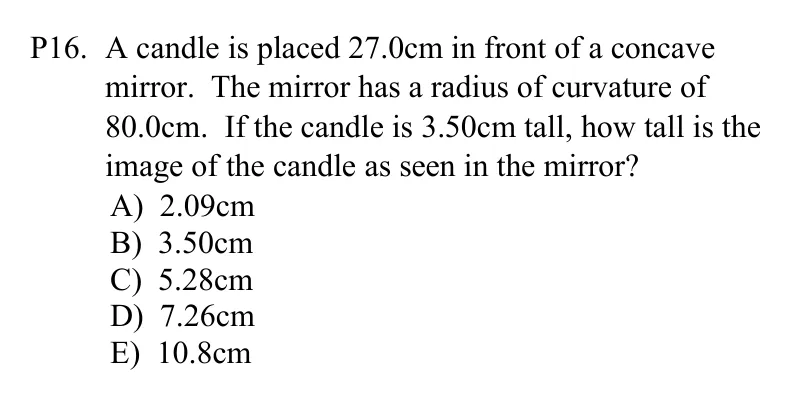 P16. A candle is placed 27.0cm in front of a concave
mirror. The mirror has a radius of curvature of
80.0cm. If the candle is 3.50cm tall, how tall is the
image of the candle as seen in the mirror?
A) 2.09cm
B) 3.50cm
C) 5.28cm
D) 7.26cm
E) 10.8cm